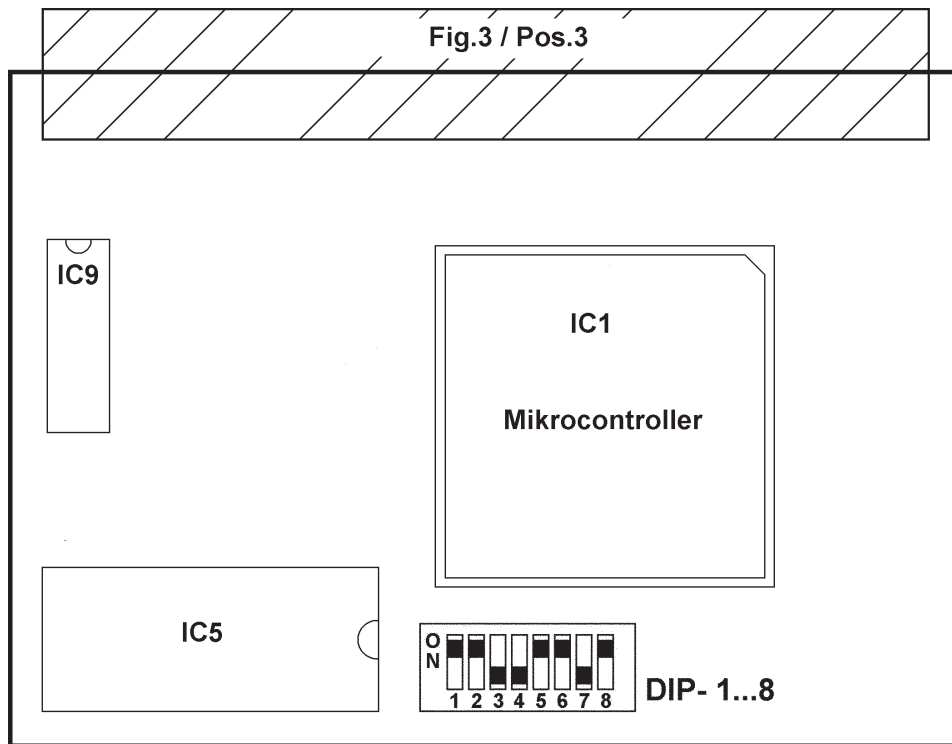 Fig.3 / Pos.3
IC9
IC1
Mikrocontroller
IC5
ON
1 2 3 4 5 6 7 8
DIP- 1...8